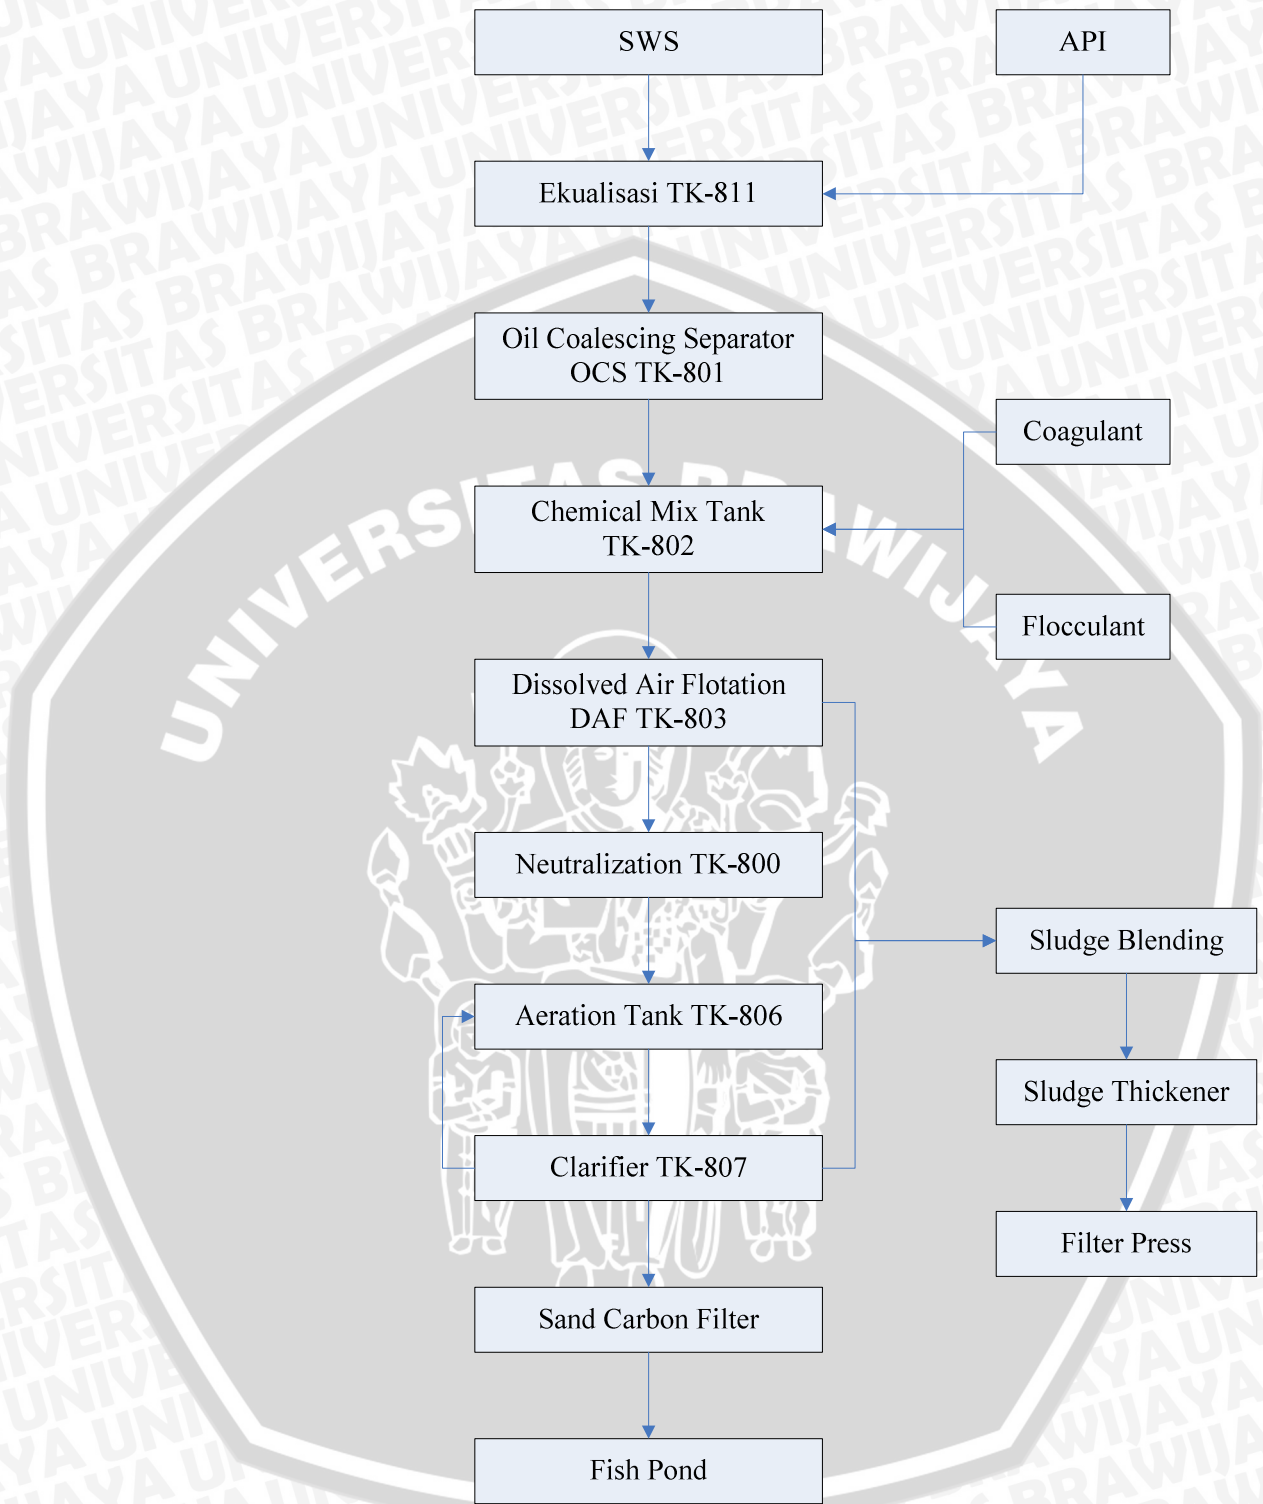 SWS
API
Ekualisasi TK-811
Oil Coalescing Separator
OCS TK-801
Coagulant
Chemical Mix Tank
TK-802
Flocculant
Dissolved Air Flotation
DAF TK-803
Neutralization TK-800
Sludge Blending
Aeration Tank TK-806
Sludge Thickener
Clarifier TK-807
Filter Press
Sand Carbon Filter
Fish Pond
UNIVERSITAS BRAWIJAYA